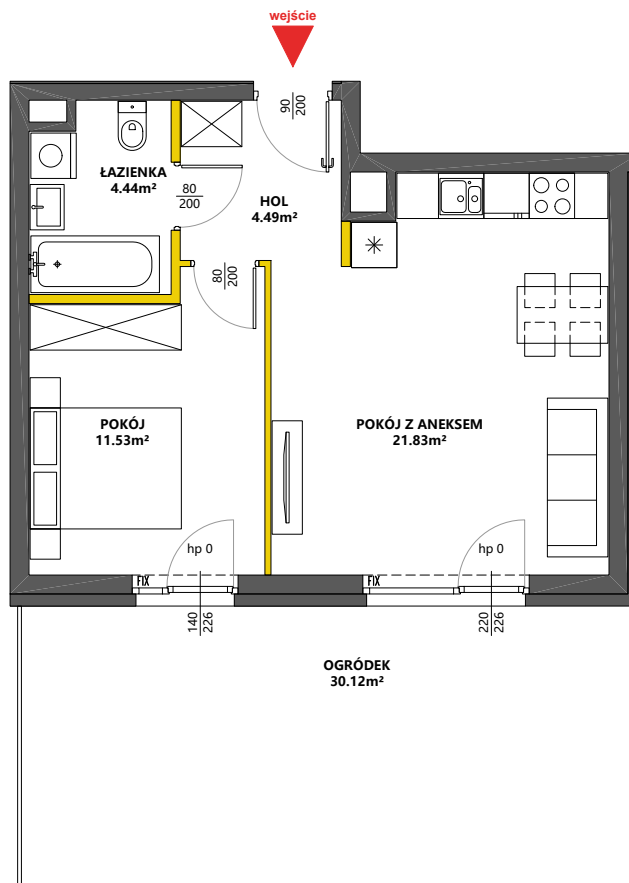 wejście
90
200
ŁAZIENKA
4.44m²
80
200
HOL
4.49m²
80
200
POKÓJ
11.53m²
POKÓJ Z ANEKSEM
21.83m²
hp 0
hp 0
FIX
FIX
140
226
220
226
OGRÓDEK
30.12m²